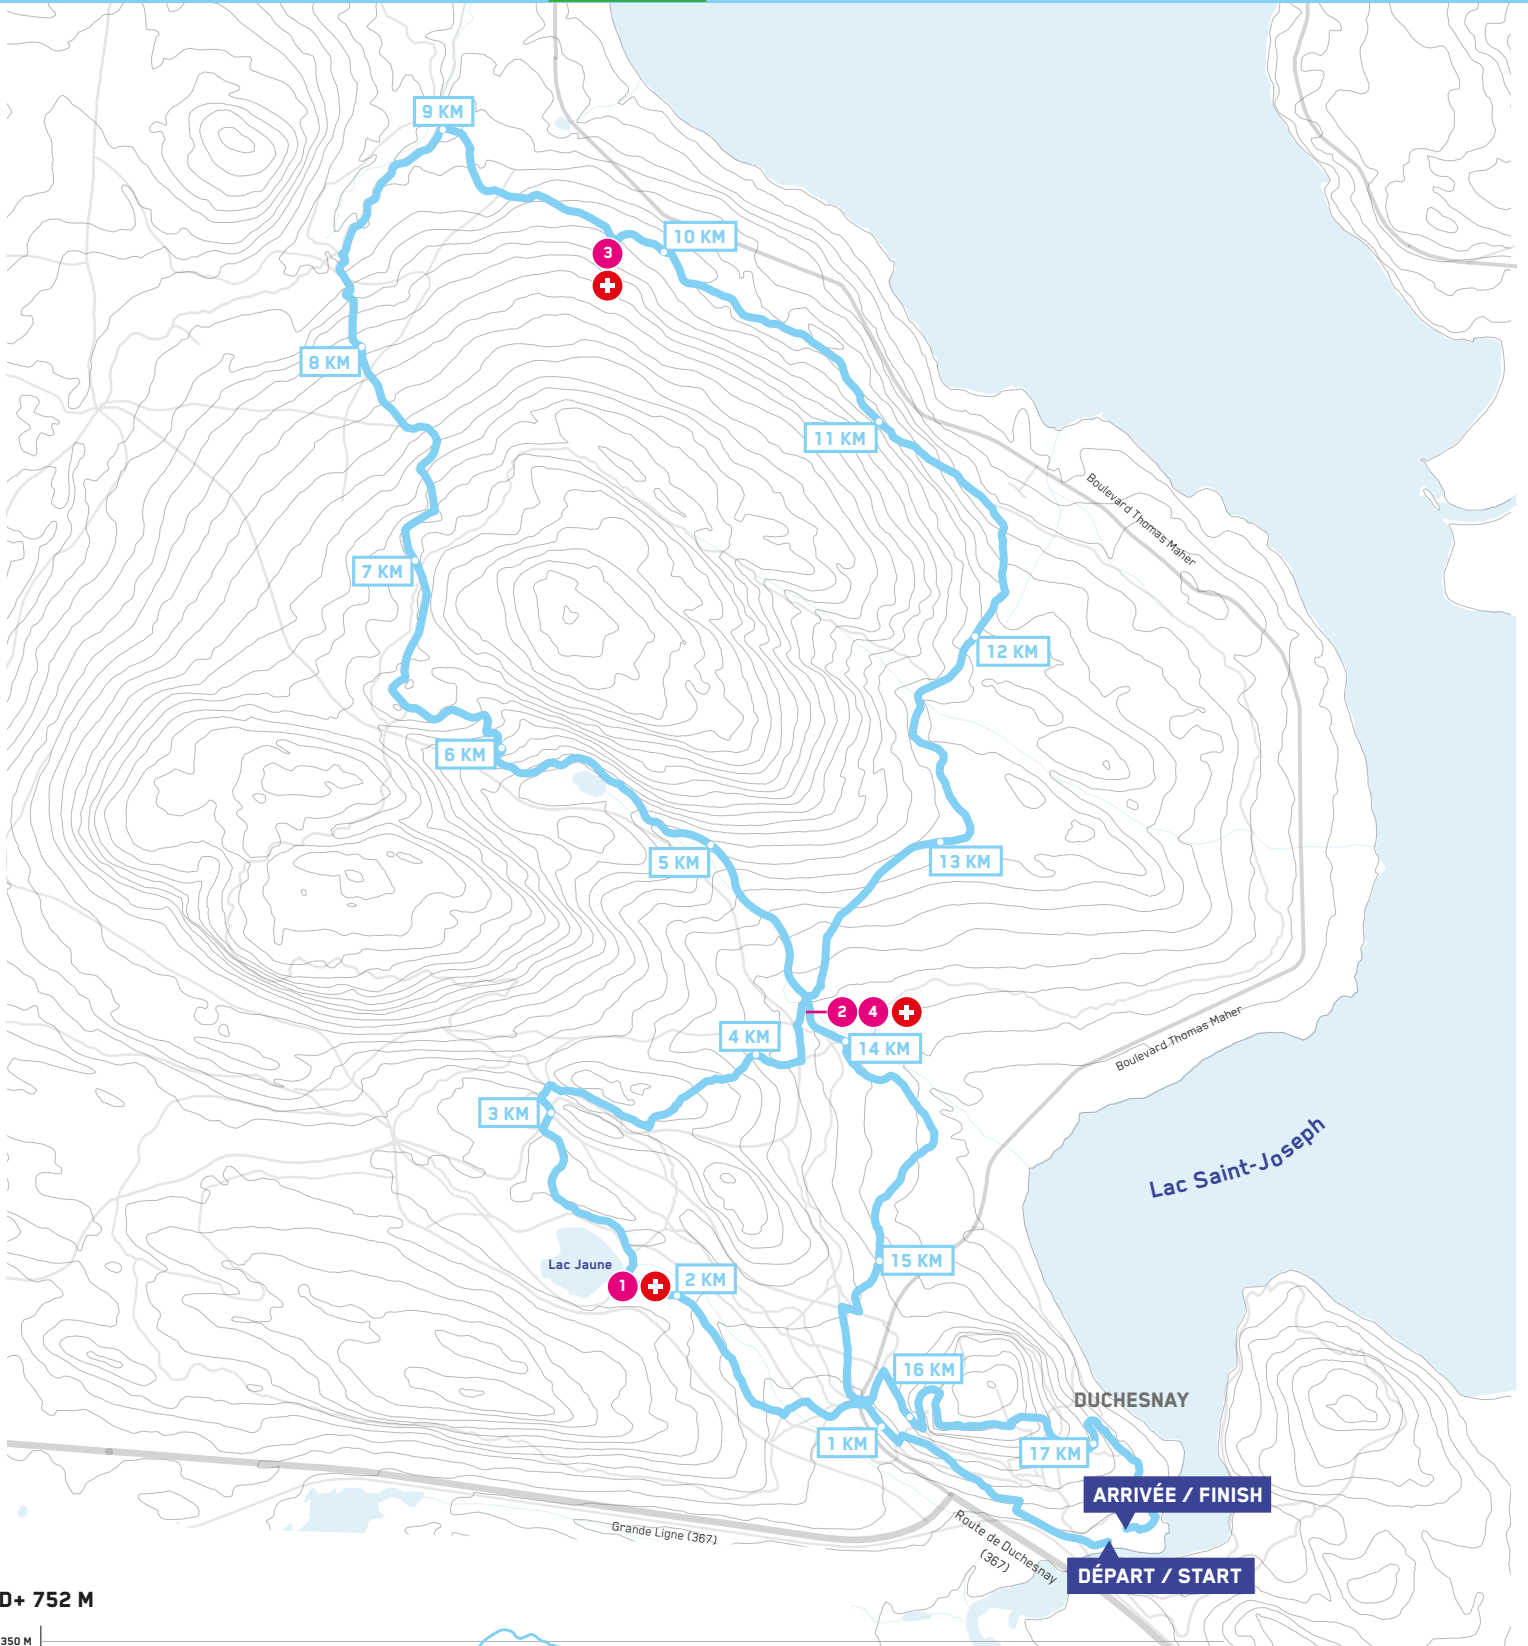 9 KM
10 KM
3
8 KM
11 KM
Boulevard Thomas Maher
7 KM
12 KM
6 KM
5 KM
13 KM
2 4
4 KM
14 KM
Boulevard Thomas Maher
3 KM
Lac Saint-Joseph
Lac Jaune
1
2 KM
15 KM
16 KM
DUCHESNAY
1 KM
17 KM
ARRIVÉE / FINISH
Grande Ligne (367)
Route de Duchesnay
(367)
DÉPART / START
D+ 752 M
350 M